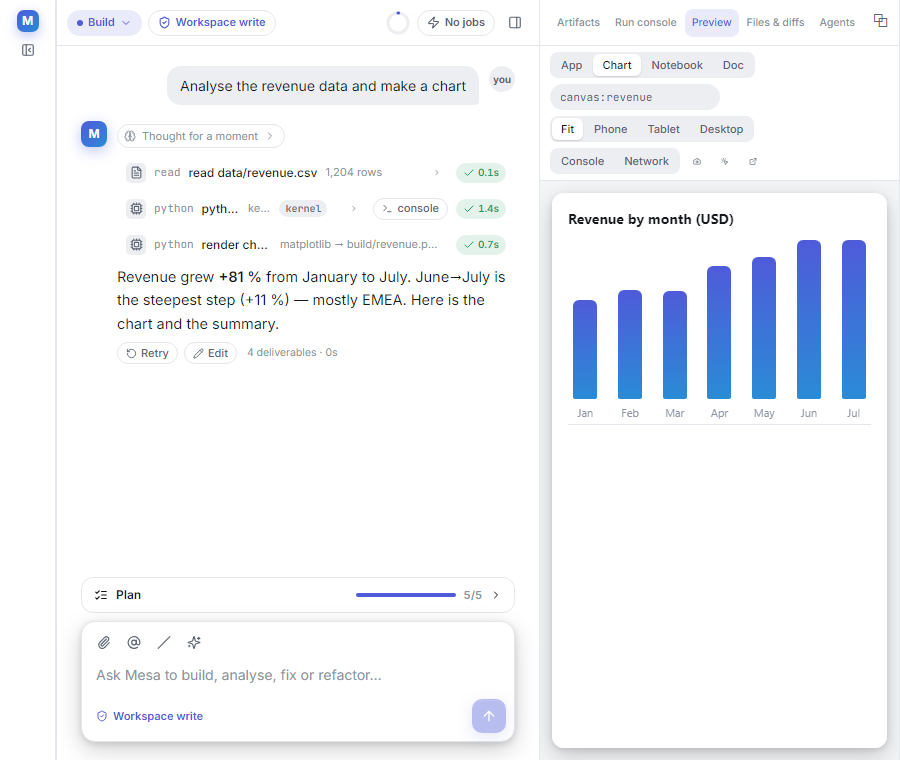 M
Build
Workspace write
No jobs
Artifacts
Run console
Preview
Files & diffs
Agents
App
Chart
Notebook
Doc
canvas:revenue
Fit
Phone
Tablet
Desktop
Console
Network
Analyse the revenue data and make a chart
you
M
Thought for a moment
read read data/revenue.csv 1,204 rows 0.1s
python pyth... ke... kernel console 1.4s
python render ch... matplotlib → build/revenue.p... 0.7s
Revenue grew +81 % from January to July. June→July is
the steepest step (+11 %) — mostly EMEA. Here is the
chart and the summary.
Retry
Edit
4 deliverables · 0s
Plan
5/5
Ask Mesa to build, analyse, fix or refactor...
Workspace write
Revenue by month (USD)
Jan Feb Mar Apr May Jun Jul